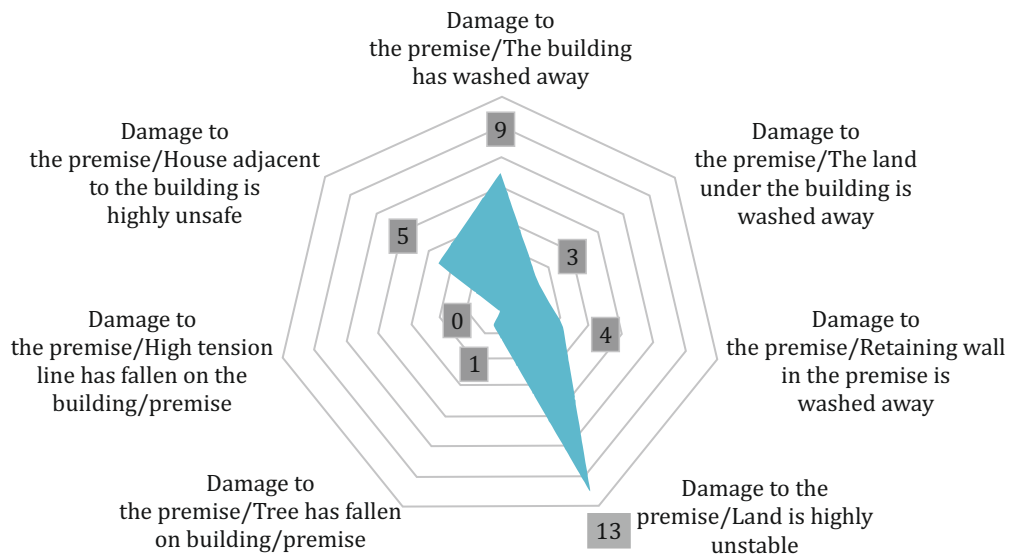 Damage to
the premise/The building
has washed away
9
Damage to
the premise/The land
under the building is
washed away
3
Damage to
the premise/Retaining wall
in the premise is
washed away
4
Damage to the
premise/Land is highly
unstable
13
Damage to
the premise/Tree has fallen
on building/premise
1
Damage to
the premise/High tension
line has fallen on the
building/premise
0
Damage to
the premise/House adjacent
to the building is
highly unsafe
5